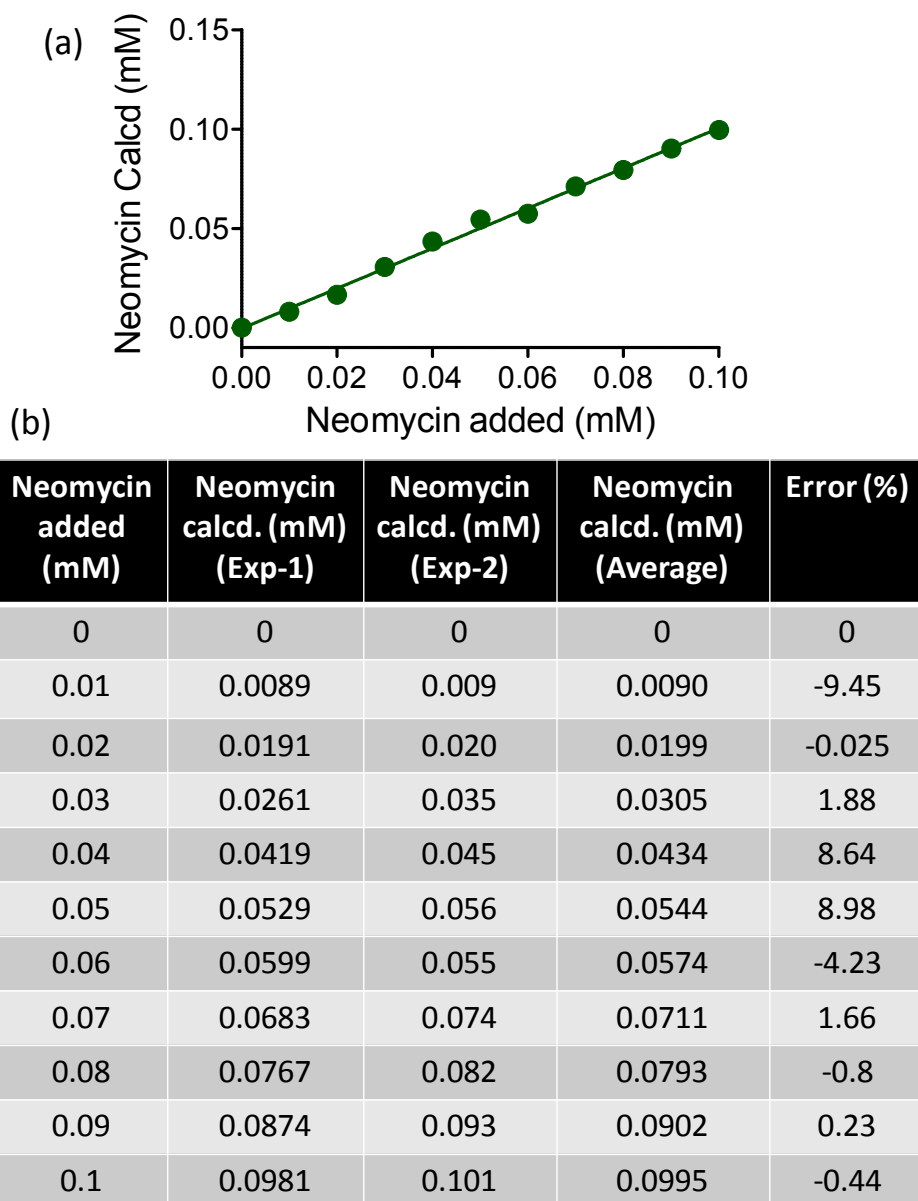 (a)
Neomycin Calcd (mM)
0.15
0.10
0.05
0.00
0.00 0.02 0.04 0.06 0.08 0.10
Neomycin added (mM)
(b)
Neomycin added (mM) Neomycin calcd. (mM) (Exp-1) Neomycin calcd. (mM) (Exp-2) Neomycin calcd. (mM) (Average) Error (%)
0 0 0 0 0
0.01 0.0089 0.009 0.0090 -9.45
0.02 0.0191 0.020 0.0199 -0.025
0.03 0.0261 0.035 0.0305 1.88
0.04 0.0419 0.045 0.0434 8.64
0.05 0.0529 0.056 0.0544 8.98
0.06 0.0599 0.055 0.0574 -4.23
0.07 0.0683 0.074 0.0711 1.66
0.08 0.0767 0.082 0.0793 -0.8
0.09 0.0874 0.093 0.0902 0.23
0.1 0.0981 0.101 0.0995 -0.44